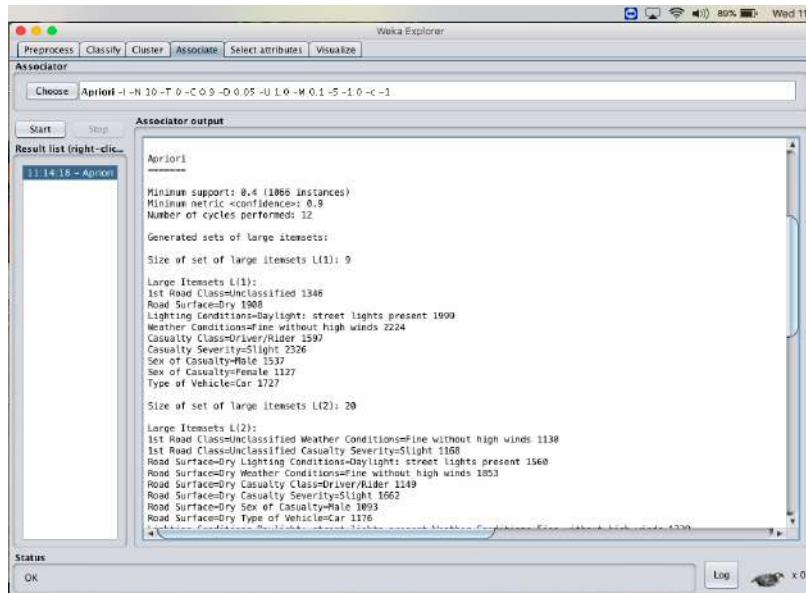 89% Wed 11
Weka Explorer
Preprocess Classify Cluster Associate Select attributes Visualize
Associator
Choose Apriori -I -N 10 -T 0 -C 0.9 -D 0.05 -U 1.0 -M 0.1 -S -1.0 -c -1
Start Stop
Associator output
Result list (right-clic...
11:14:18 - Apriori
Apriori
=======
Minimum support: 0.4 (1066 instances)
Minimum metric <confidence>: 0.9
Number of cycles performed: 12
Generated sets of large itemsets:
Size of set of large itemsets L(1): 9
Large Itemsets L(1):
1st Road Class=Unclassified 1346
Road Surface=Dry 1908
Lighting Conditions=Daylight: street lights present 1999
Weather Conditions=Fine without high winds 2224
Casualty Class=Driver/Rider 1597
Casualty Severity=Slight 2326
Sex of Casualty=Male 1537
Sex of Casualty=Female 1127
Type of Vehicle=Car 1727
Size of set of large itemsets L(2): 20
Large Itemsets L(2):
1st Road Class=Unclassified Weather Conditions=Fine without high winds 1130
1st Road Class=Unclassified Casualty Severity=Slight 1168
Road Surface=Dry Lighting Conditions=Daylight: street lights present 1560
Road Surface=Dry Weather Conditions=Fine without high winds 1853
Road Surface=Dry Casualty Class=Driver/Rider 1149
Road Surface=Dry Casualty Severity=Slight 1662
Road Surface=Dry Sex of Casualty=Male 1093
Road Surface=Dry Type of Vehicle=Car 1176
Status
OK
Log
x 0